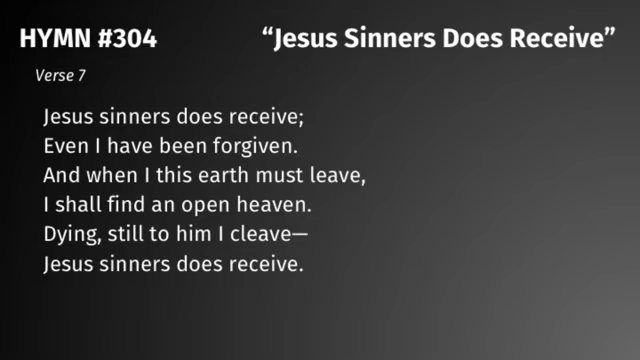 HYMN #304
“Jesus Sinners Does Receive”
Verse 7
Jesus sinners does receive;
Even I have been forgiven.
And when I this earth must leave,
I shall find an open heaven.
Dying, still to him I cleave—
Jesus sinners does receive.